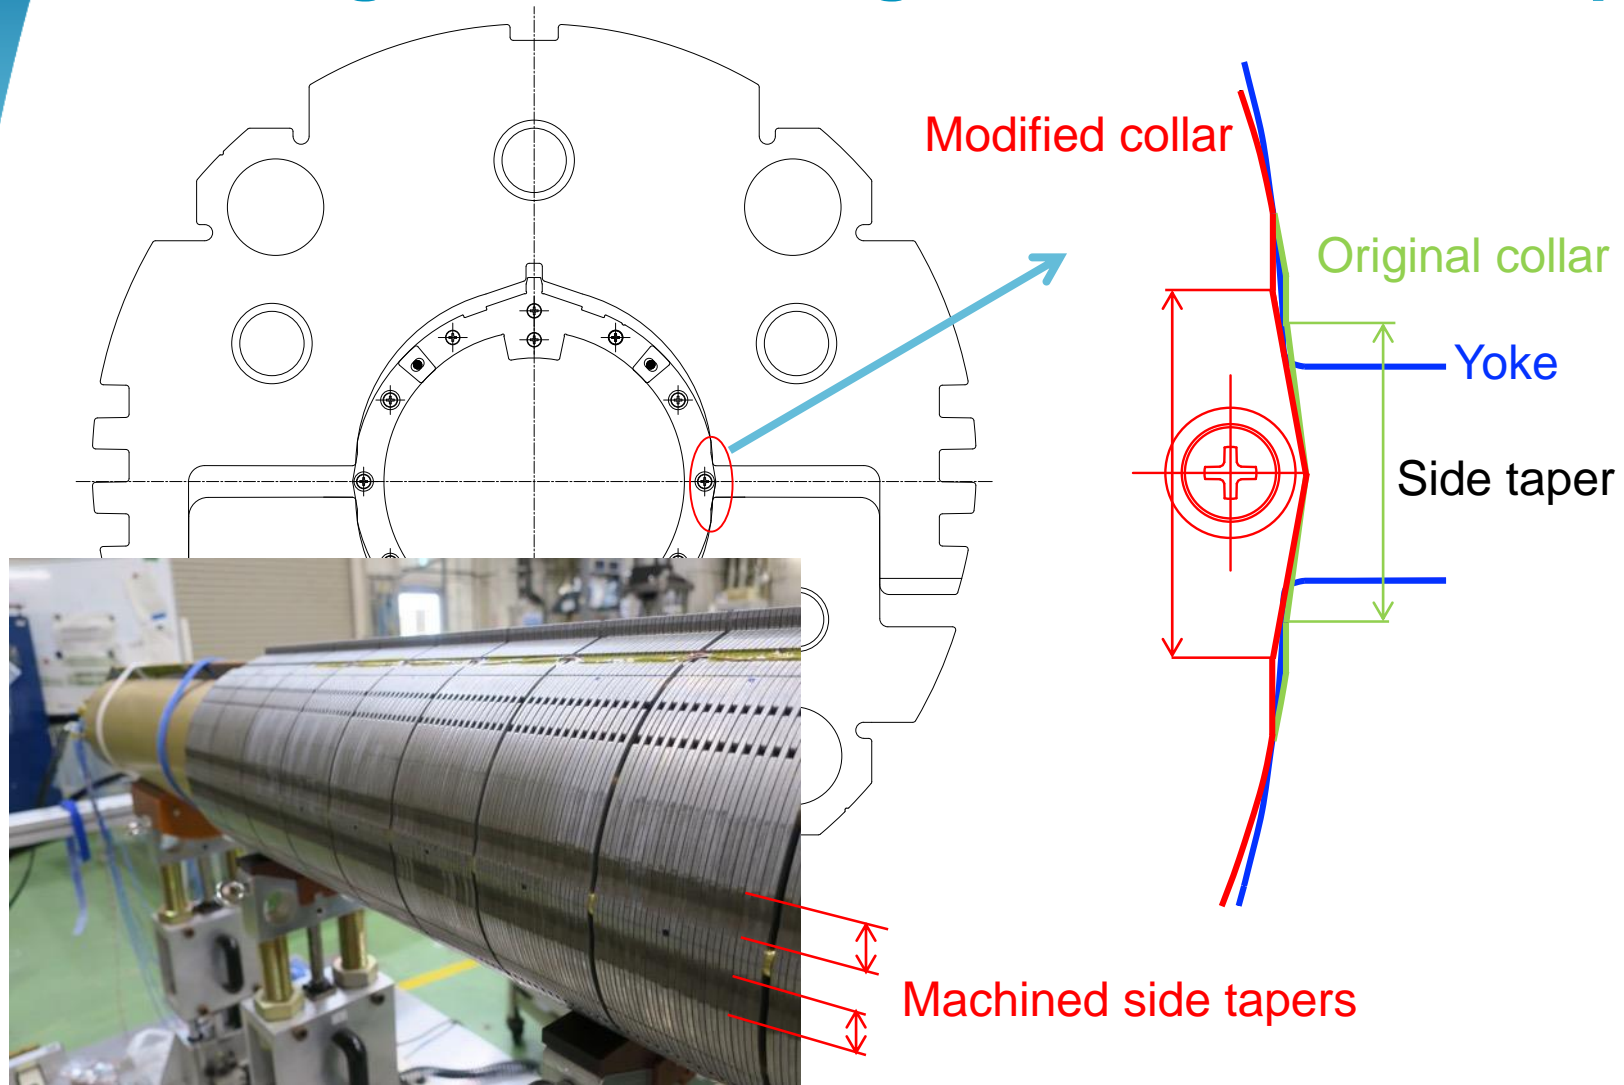 Modified collar
Original collar
Yoke
Side taper
Machined side tapers